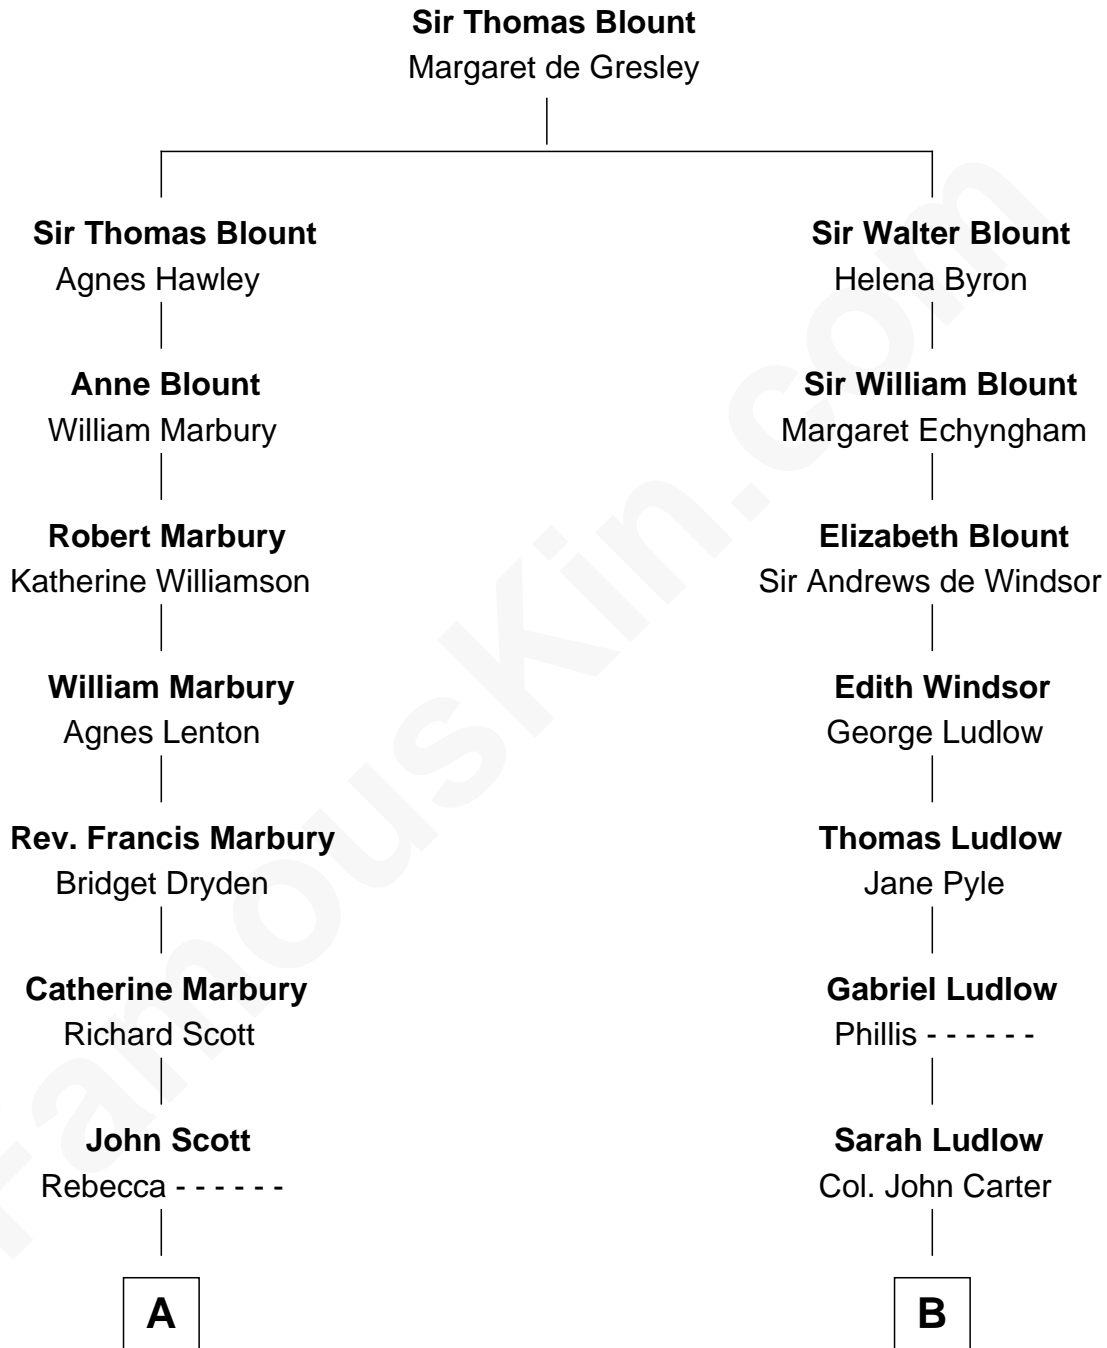 Sir Thomas Blount
Margaret de Gresley
Sir Thomas Blount
Agnes Hawley
Sir Walter Blount
Helena Byron
Anne Blount
William Marbury
Sir William Blount
Margaret Echyngham
Robert Marbury
Katherine Williamson
Elizabeth Blount
Sir Andrews de Windsor
William Marbury
Agnes Lenton
Edith Windsor
George Ludlow
Rev. Francis Marbury
Bridget Dryden
Thomas Ludlow
Jane Pyle
Catherine Marbury
Richard Scott
Gabriel Ludlow
Phillis - - - - - -
John Scott
Rebecca - - - - - -
Sarah Ludlow
Col. John Carter
A
B
FamousKin.com